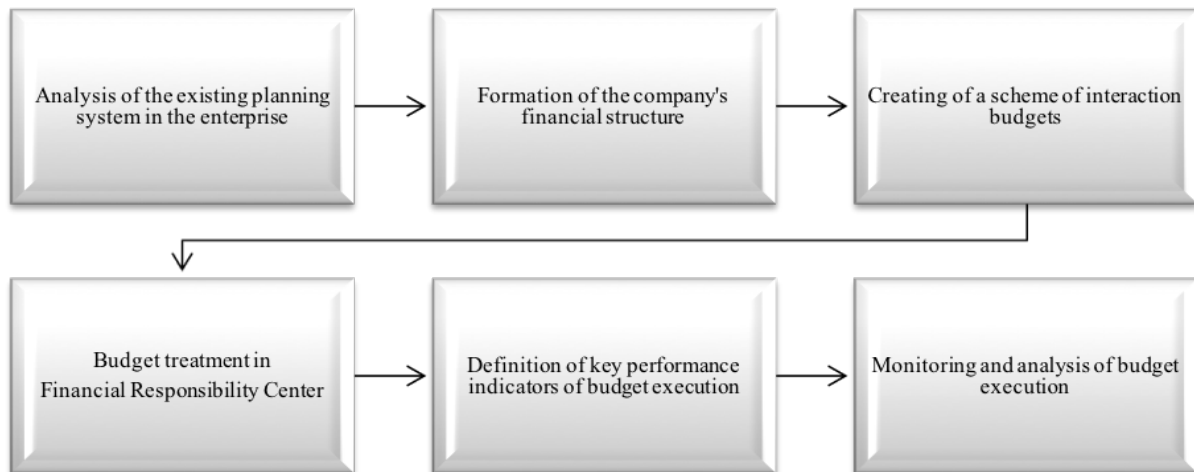 Analysis of the existing planning
system in the enterprise
Formation of the company's
financial structure
Creating of a scheme of interaction
budgets
Budget treatment in
Financial Responsibility Center
Definition of key performance
indicators of budget execution
Monitoring and analysis of budget
execution